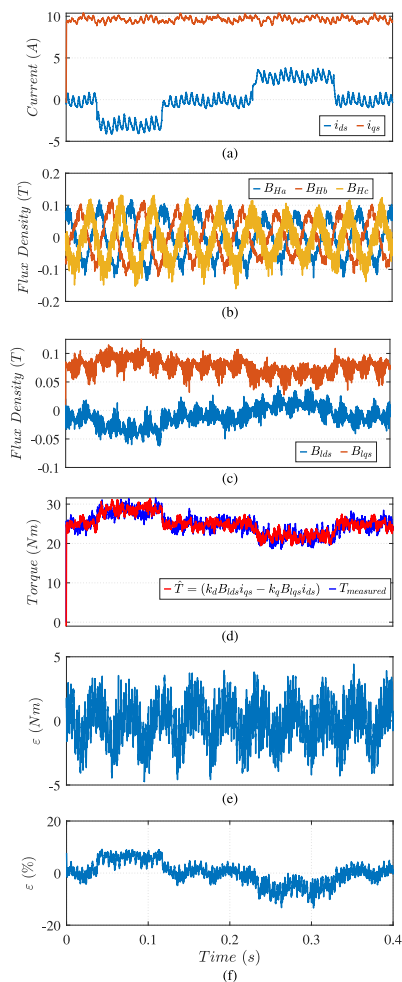 10
5
0
-5
Current (A)
i_ds i_qs
(a)
0.2
0.1
0
-0.1
-0.2
Flux Density (T)
B_Ha B_Hb B_Hc
(b)
0.1
0.05
0
-0.05
-0.1
Flux Density (T)
B_lds B_lqs
(c)
30
20
10
0
Torque (Nm)
T̂ = (k_d B_lds i_qs − k_q B_lqs i_ds) T_measured
(d)
5
0
-5
ε (Nm)
(e)
20
0
-20
ε (%)
0 0.1 0.2 0.3 0.4
Time (s)
(f)